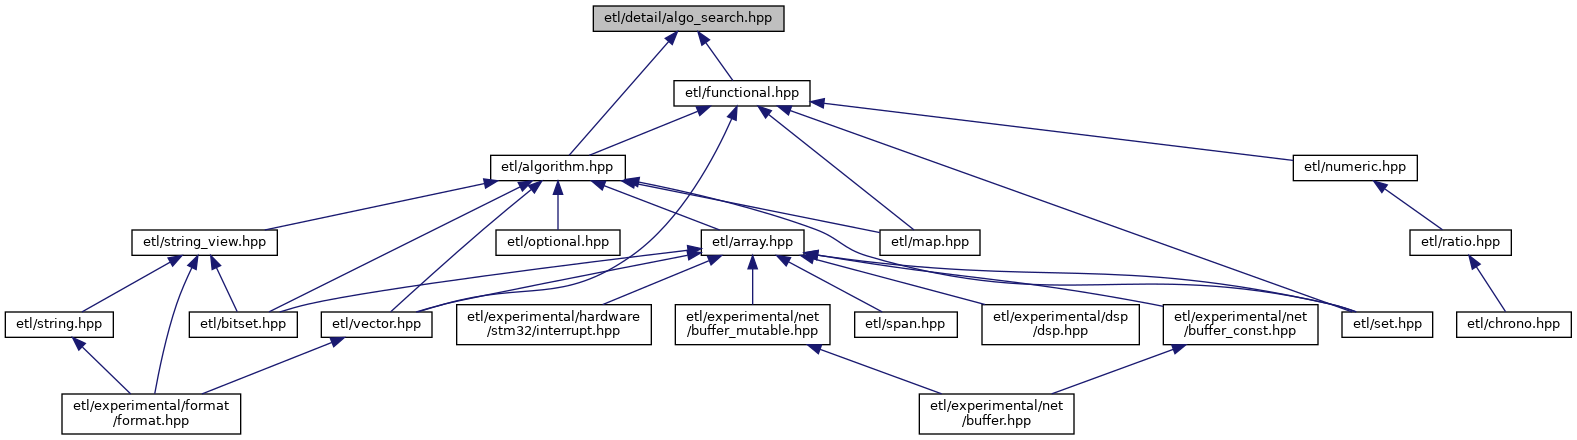 etl/detail/algo_search.hpp
etl/functional.hpp
etl/algorithm.hpp
etl/numeric.hpp
etl/string_view.hpp
etl/optional.hpp
etl/array.hpp
etl/map.hpp
etl/ratio.hpp
etl/string.hpp
etl/bitset.hpp
etl/vector.hpp
etl/experimental/hardware
/stm32/interrupt.hpp
etl/experimental/net
/buffer_mutable.hpp
etl/span.hpp
etl/experimental/dsp
/dsp.hpp
etl/experimental/net
/buffer_const.hpp
etl/set.hpp
etl/chrono.hpp
etl/experimental/format
/format.hpp
etl/experimental/net
/buffer.hpp